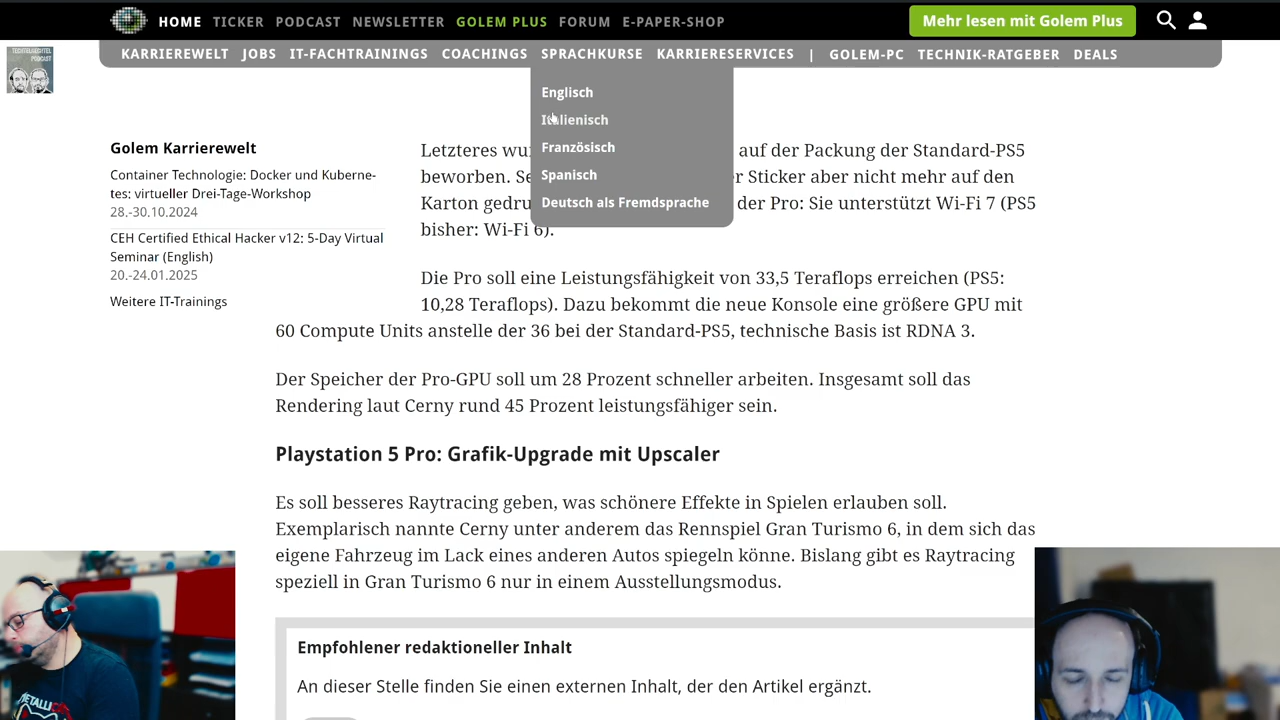 HOME TICKER PODCAST NEWSLETTER GOLEM PLUS FORUM E-PAPER-SHOP Mehr lesen mit Golem Plus
KARRIEREWELT JOBS IT-FACHTRAININGS COACHINGS SPRACHKURSE KARRIERESERVICES | GOLEM-PC TECHNIK-RATGEBER DEALS
PODCAST
Englisch
Italienisch
Französisch
Spanisch
Deutsch als Fremdsprache
Golem Karrierewelt
Container Technologie: Docker und Kuberne-
tes: virtueller Drei-Tage-Workshop
28.-30.10.2024
CEH Certified Ethical Hacker v12: 5-Day Virtual
Seminar (English)
20.-24.01.2025
Weitere IT-Trainings
Letzteres auf der Packung der Standard-PS5
beworben. Sticker aber nicht mehr auf den
Karton der Pro: Sie unterstützt Wi-Fi 7 (PS5
bisher: Wi-Fi 6).
Die Pro soll eine Leistungsfähigkeit von 33,5 Teraflops erreichen (PS5:
10,28 Teraflops). Dazu bekommt die neue Konsole eine größere GPU mit
60 Compute Units anstelle der 36 bei der Standard-PS5, technische Basis ist RDNA 3.
Der Speicher der Pro-GPU soll um 28 Prozent schneller arbeiten. Insgesamt soll das
Rendering laut Cerny rund 45 Prozent leistungsfähiger sein.
Playstation 5 Pro: Grafik-Upgrade mit Upscaler
Es soll besseres Raytracing geben, was schönere Effekte in Spielen erlauben soll.
Exemplarisch nannte Cerny unter anderem das Rennspiel Gran Turismo 6, in dem sich das
eigene Fahrzeug im Lack eines anderen Autos spiegeln könne. Bislang gibt es Raytracing
speziell in Gran Turismo 6 nur in einem Ausstellungsmodus.
Empfohlener redaktioneller Inhalt
An dieser Stelle finden Sie einen externen Inhalt, der den Artikel ergänzt.